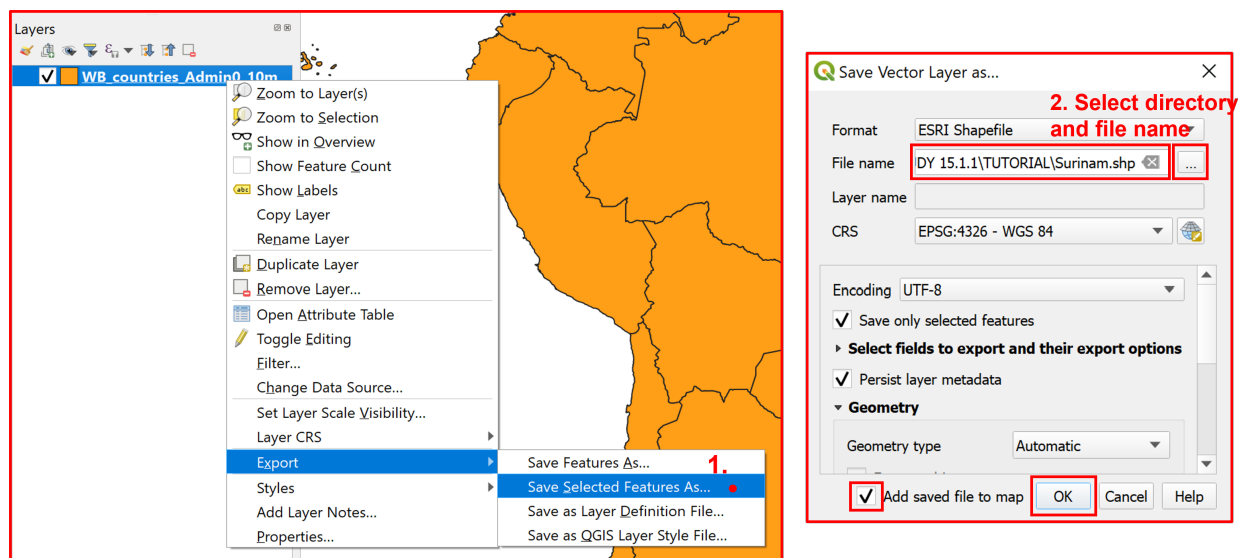 Layers
WB_countries_Admin0_10m
Zoom to Layer(s)
Zoom to Selection
Show in Overview
Show Feature Count
abc Show Labels
Copy Layer
Rename Layer
Duplicate Layer
Remove Layer...
Open Attribute Table
Toggle Editing
Filter...
Change Data Source...
Set Layer Scale Visibility...
Layer CRS
Export
Styles
Add Layer Notes...
Properties...
Save Features As...
1.
Save Selected Features As...
Save as Layer Definition File...
Save as QGIS Layer Style File...
Save Vector Layer as...
2. Select directory
and file name
Format ESRI Shapefile
File name DY 15.1.1\TUTORIAL\Surinam.shp ...
Layer name
CRS EPSG:4326 - WGS 84
Encoding UTF-8
Save only selected features
Select fields to export and their export options
Persist layer metadata
Geometry
Geometry type Automatic
Add saved file to map OK Cancel Help